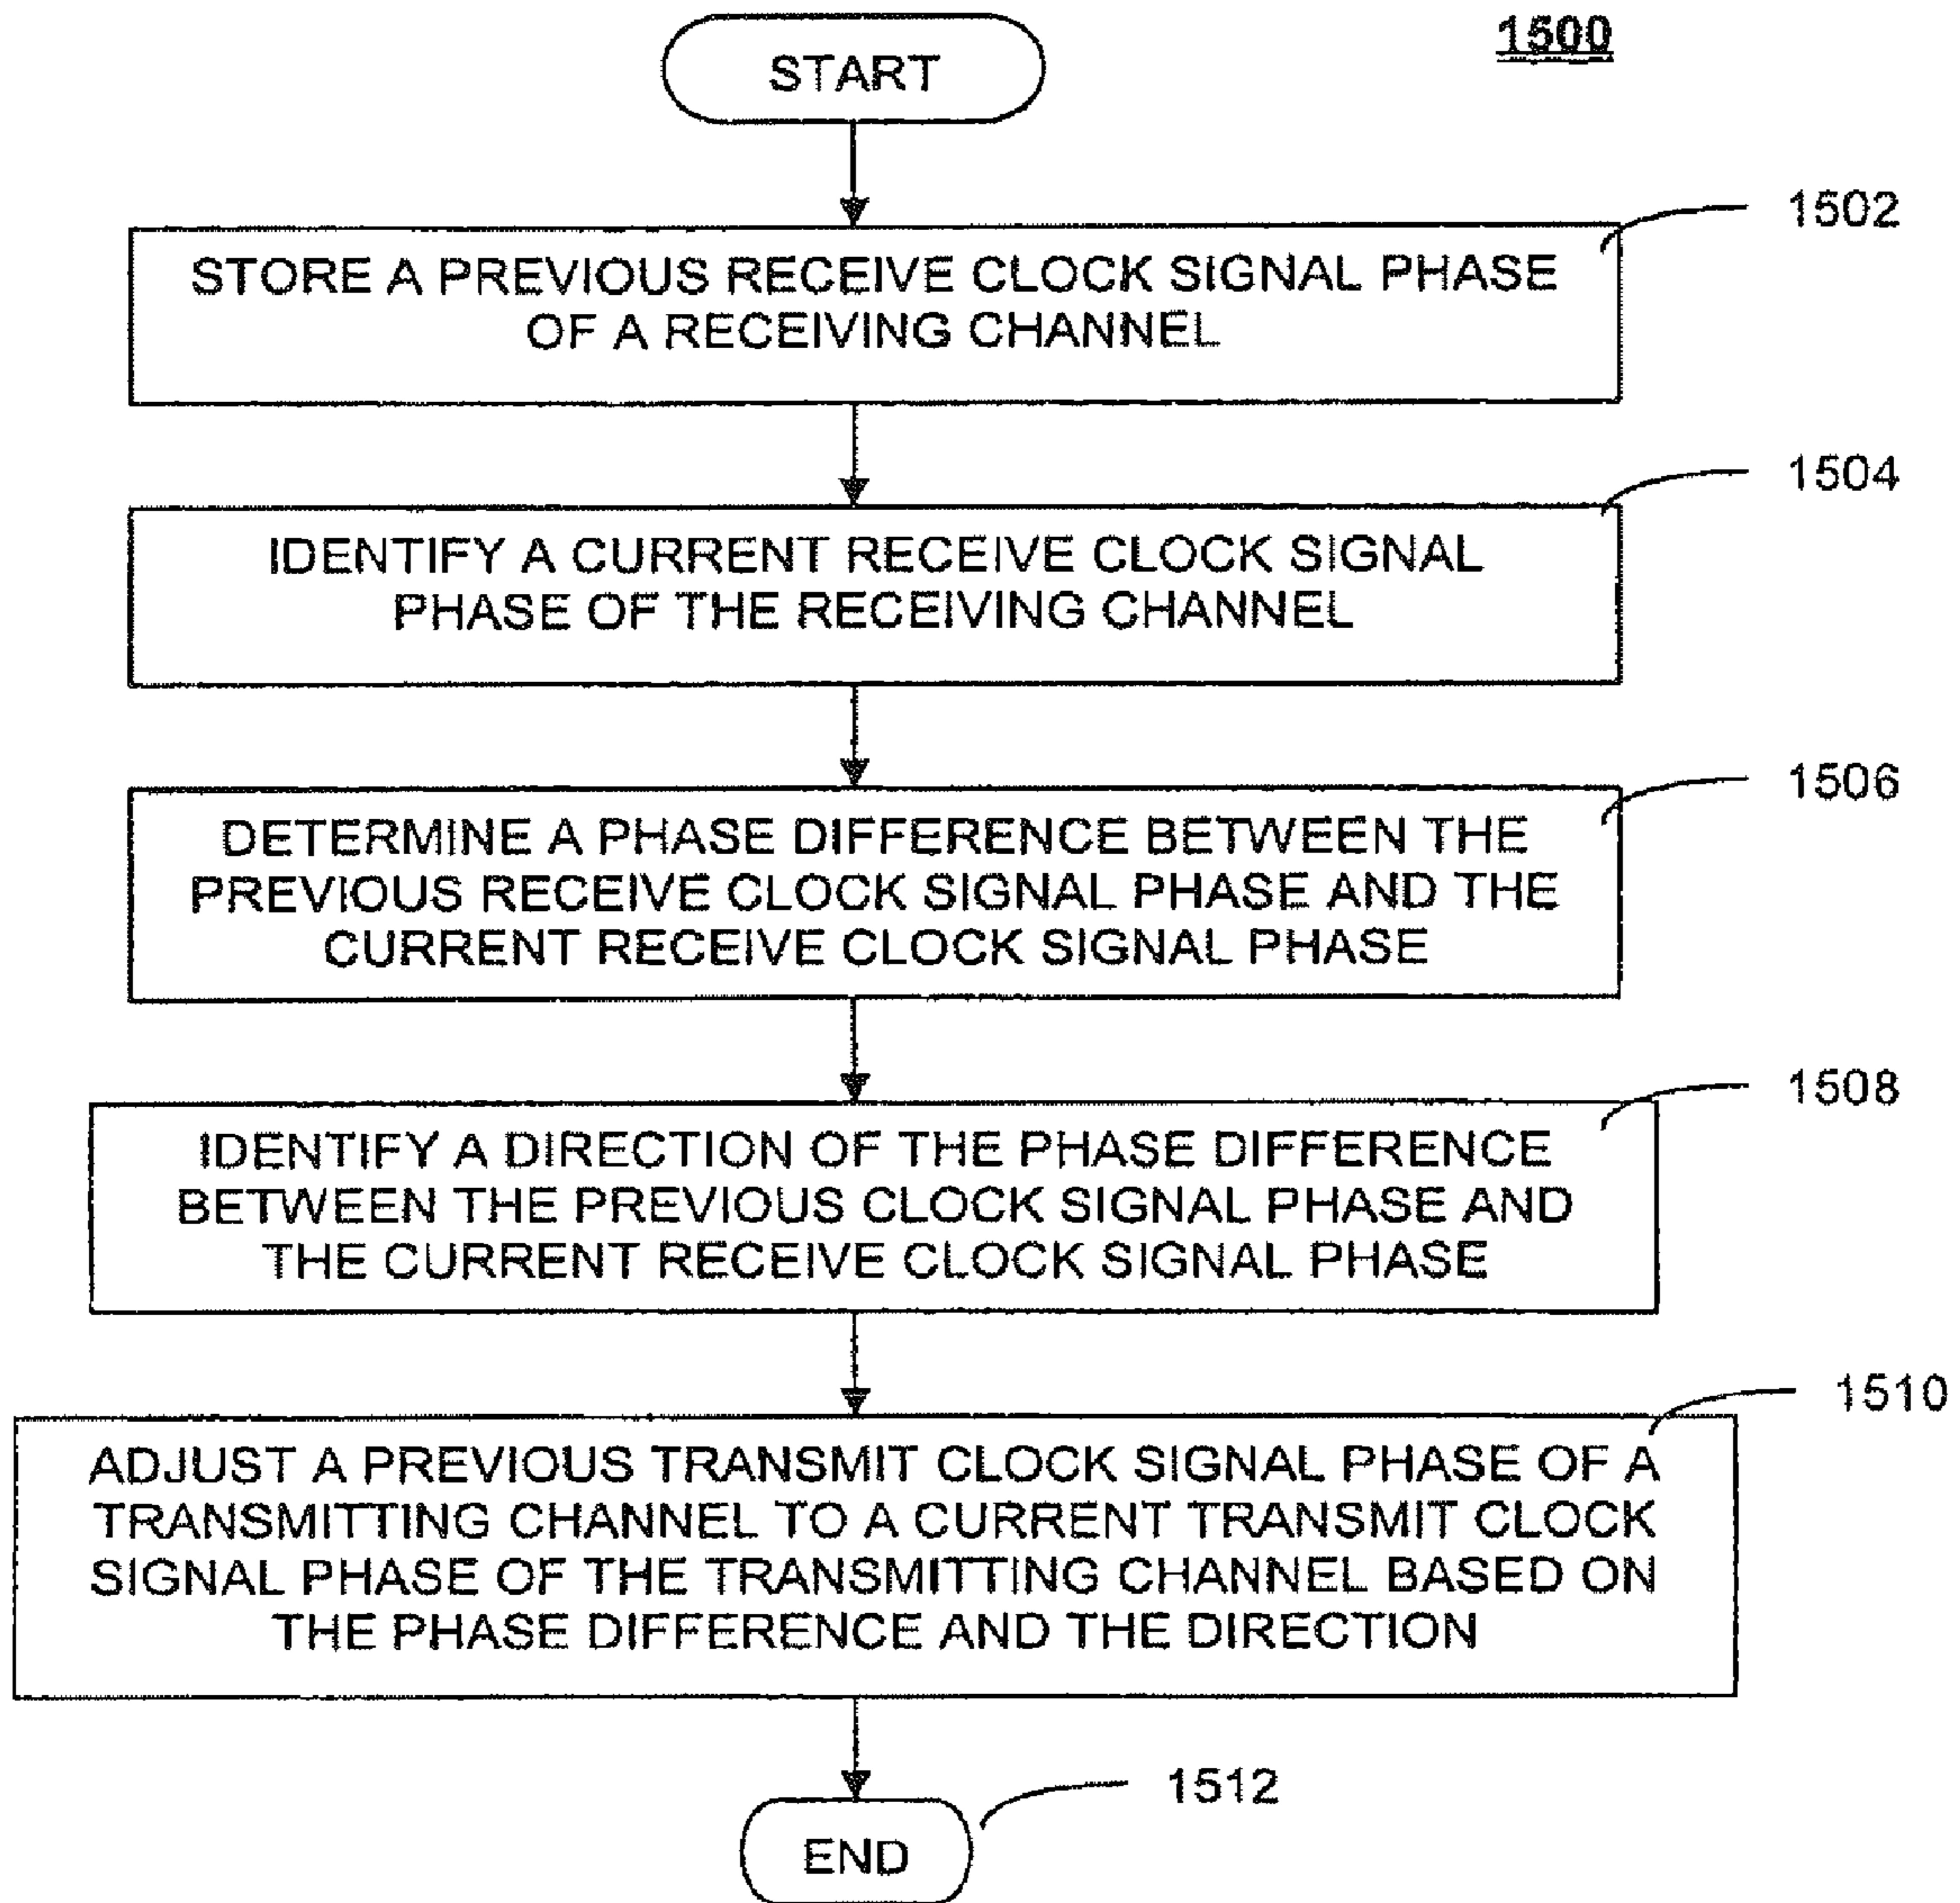 1500
START
1502
STORE A PREVIOUS RECEIVE CLOCK SIGNAL PHASE
OF A RECEIVING CHANNEL
1504
IDENTIFY A CURRENT RECEIVE CLOCK SIGNAL
PHASE OF THE RECEIVING CHANNEL
1506
DETERMINE A PHASE DIFFERENCE BETWEEN THE
PREVIOUS RECEIVE CLOCK SIGNAL PHASE AND THE
CURRENT RECEIVE CLOCK SIGNAL PHASE
1508
IDENTIFY A DIRECTION OF THE PHASE DIFFERENCE
BETWEEN THE PREVIOUS CLOCK SIGNAL PHASE AND
THE CURRENT RECEIVE CLOCK SIGNAL PHASE
1510
ADJUST A PREVIOUS TRANSMIT CLOCK SIGNAL PHASE OF A
TRANSMITTING CHANNEL TO A CURRENT TRANSMIT CLOCK
SIGNAL PHASE OF THE TRANSMITTING CHANNEL BASED ON
THE PHASE DIFFERENCE AND THE DIRECTION
1512
END